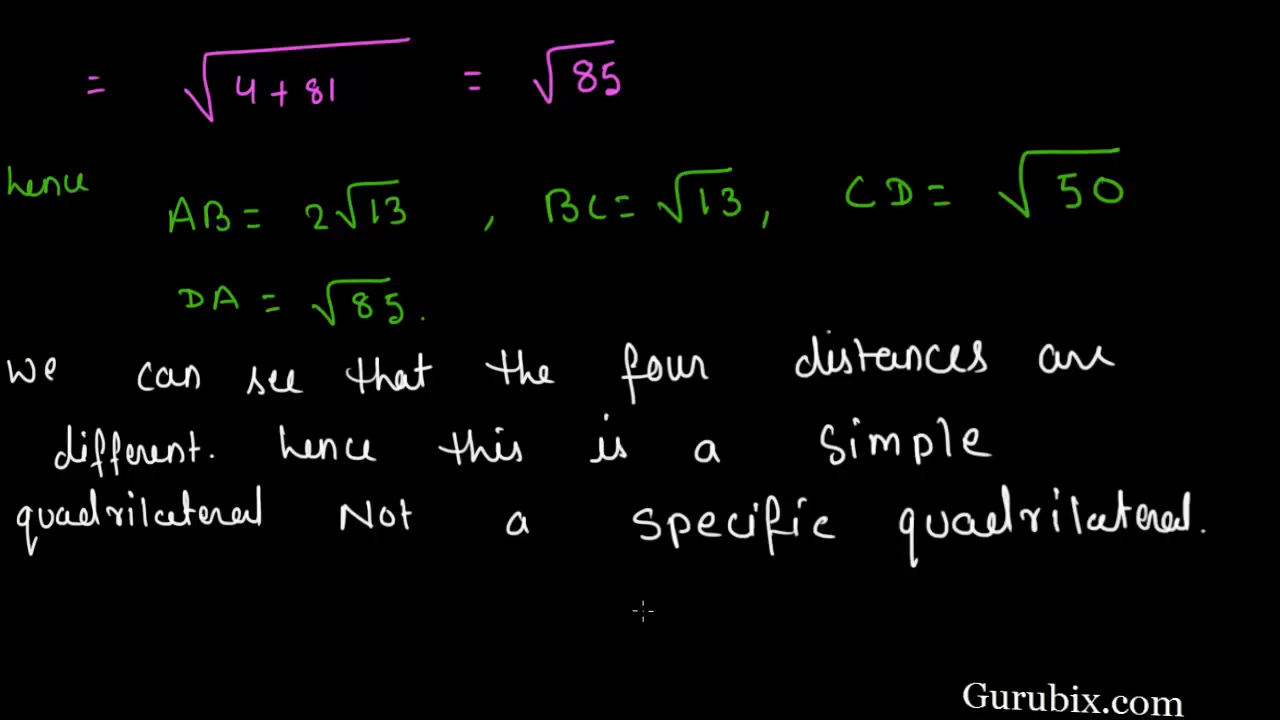 = √4+81 = √85
hence
AB= 2√13 , BC= √13 , CD= √50
DA = √85 .
we can see that the four distances are
different. hence this is a simple
quadrilateral Not a specific quadrilateral.
Gurubix.com